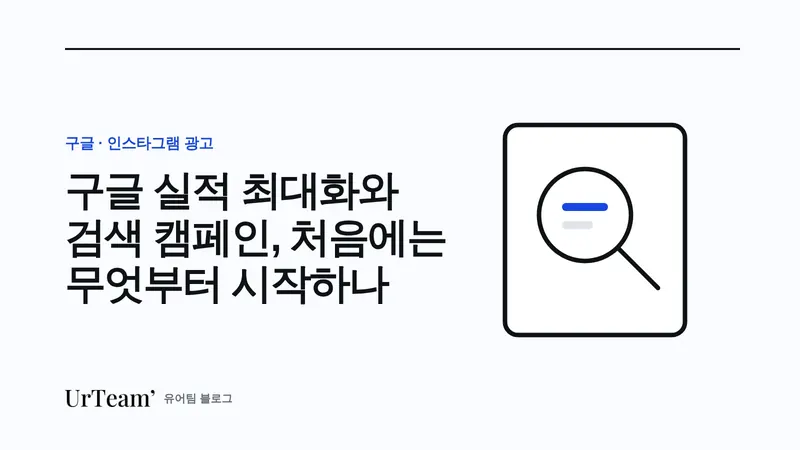 구글 · 인스타그램 광고
구글 실적 최대화와
검색 캠페인, 처음에는
무엇부터 시작하나
UrTeam’ 유어팀 블로그